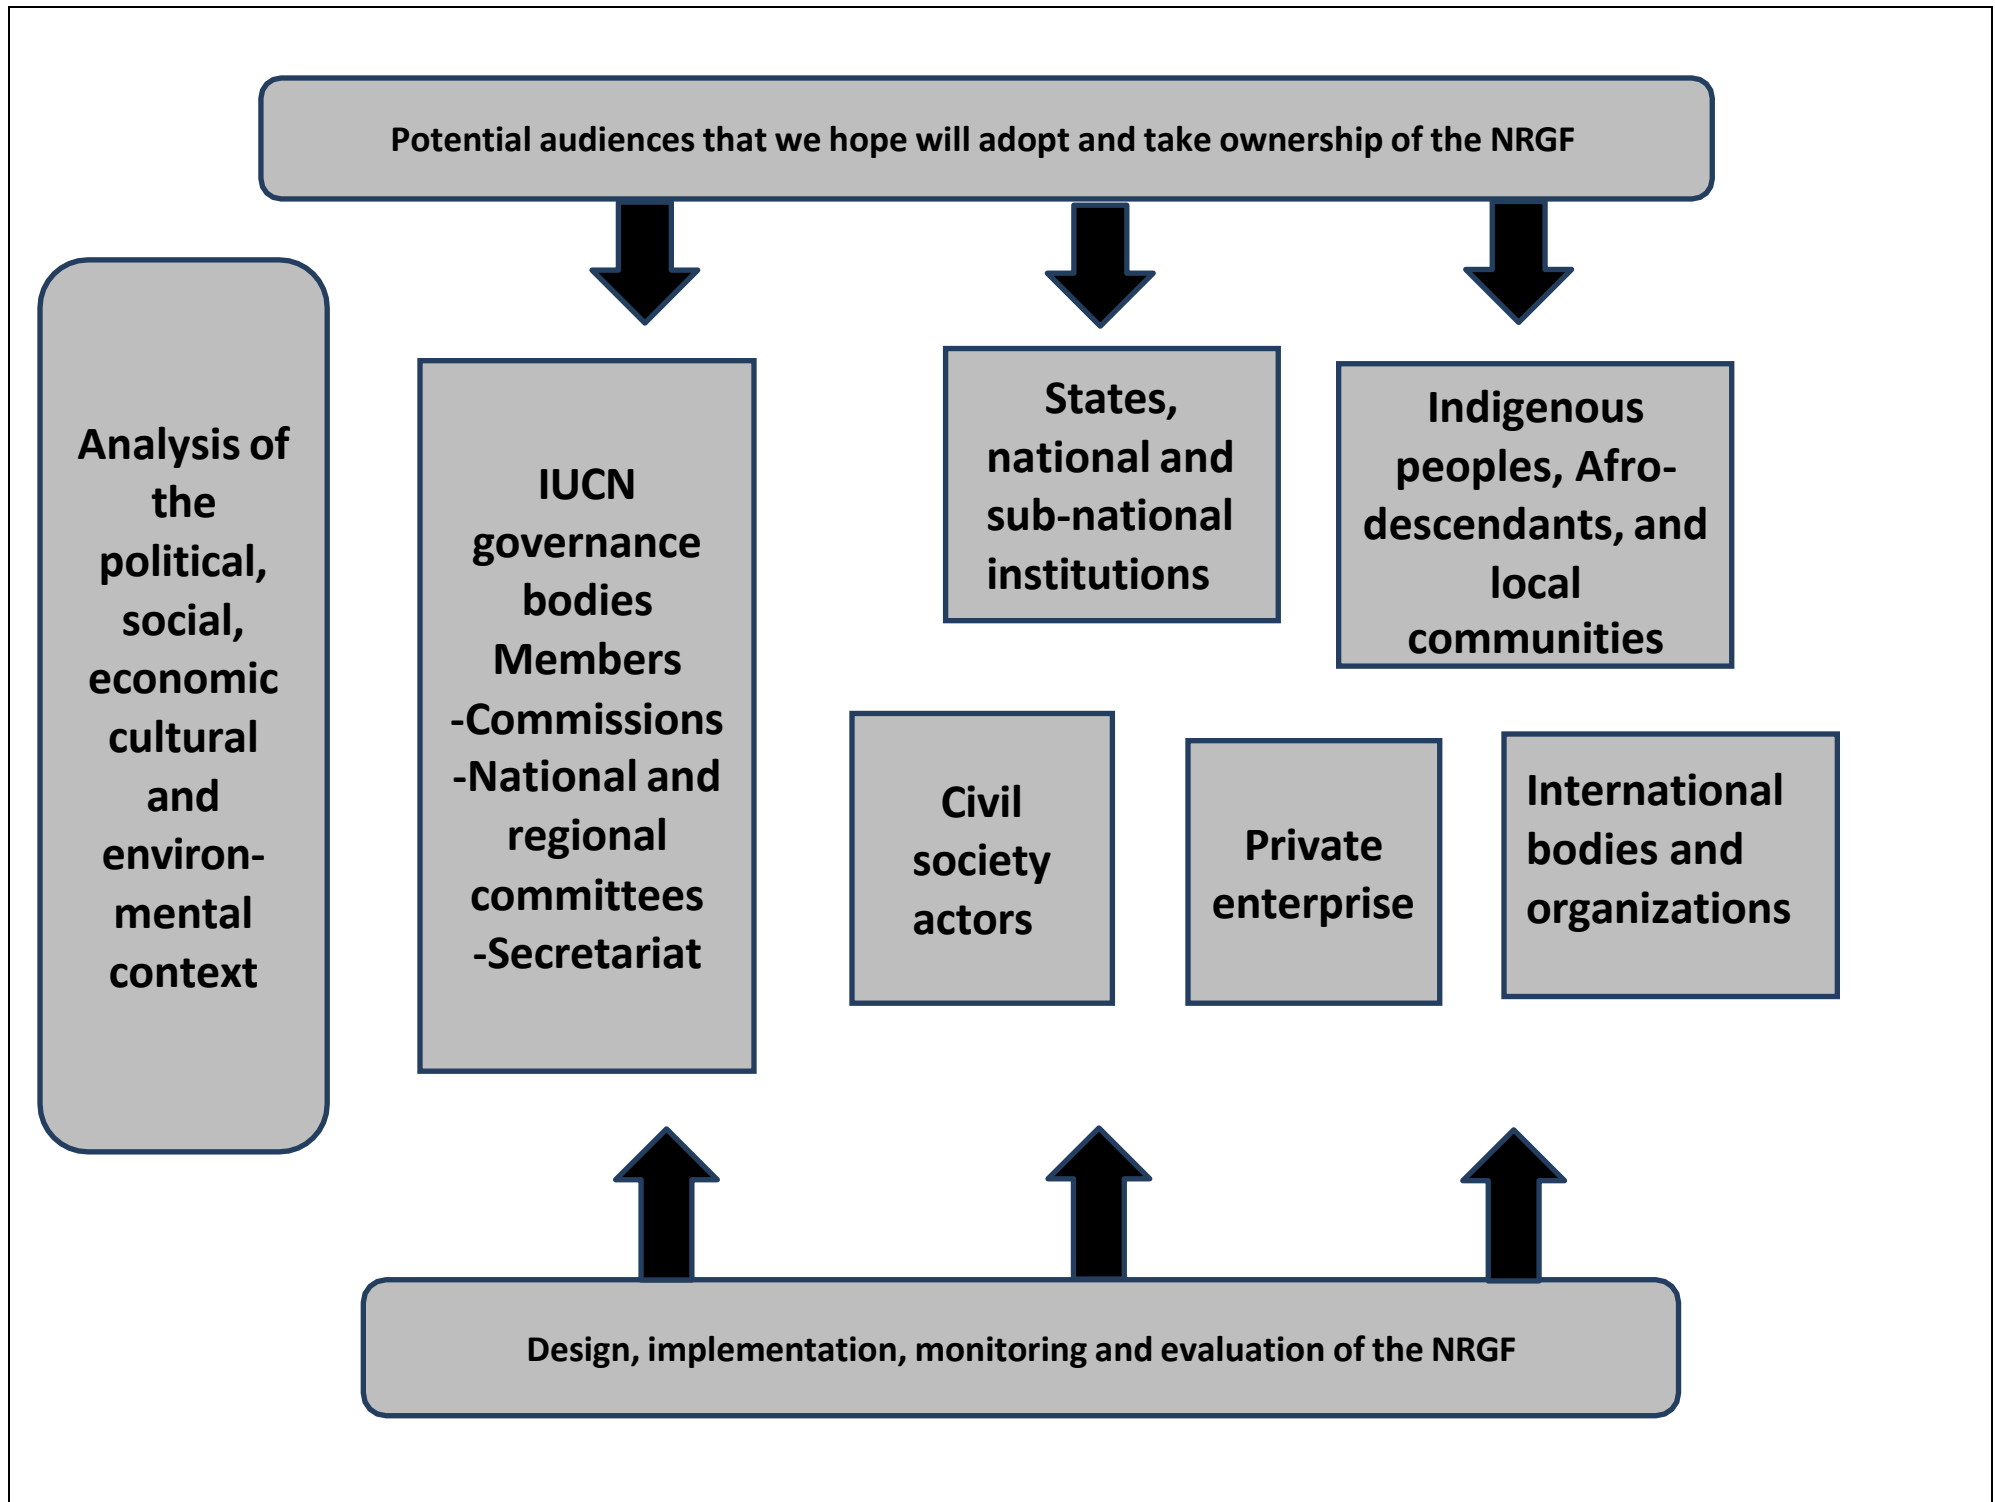 Potential audiences that we hope will adopt and take ownership of the NRGF
Analysis of
the
political,
social,
economic
cultural
and
environ-
mental
context
IUCN
governance
bodies
Members
-Commissions
-National and
regional
committees
-Secretariat
States,
national and
sub-national
institutions
Indigenous
peoples, Afro-
descendants, and
local
communities
Civil
society
actors
Private
enterprise
International
bodies and
organizations
Design, implementation, monitoring and evaluation of the NRGF